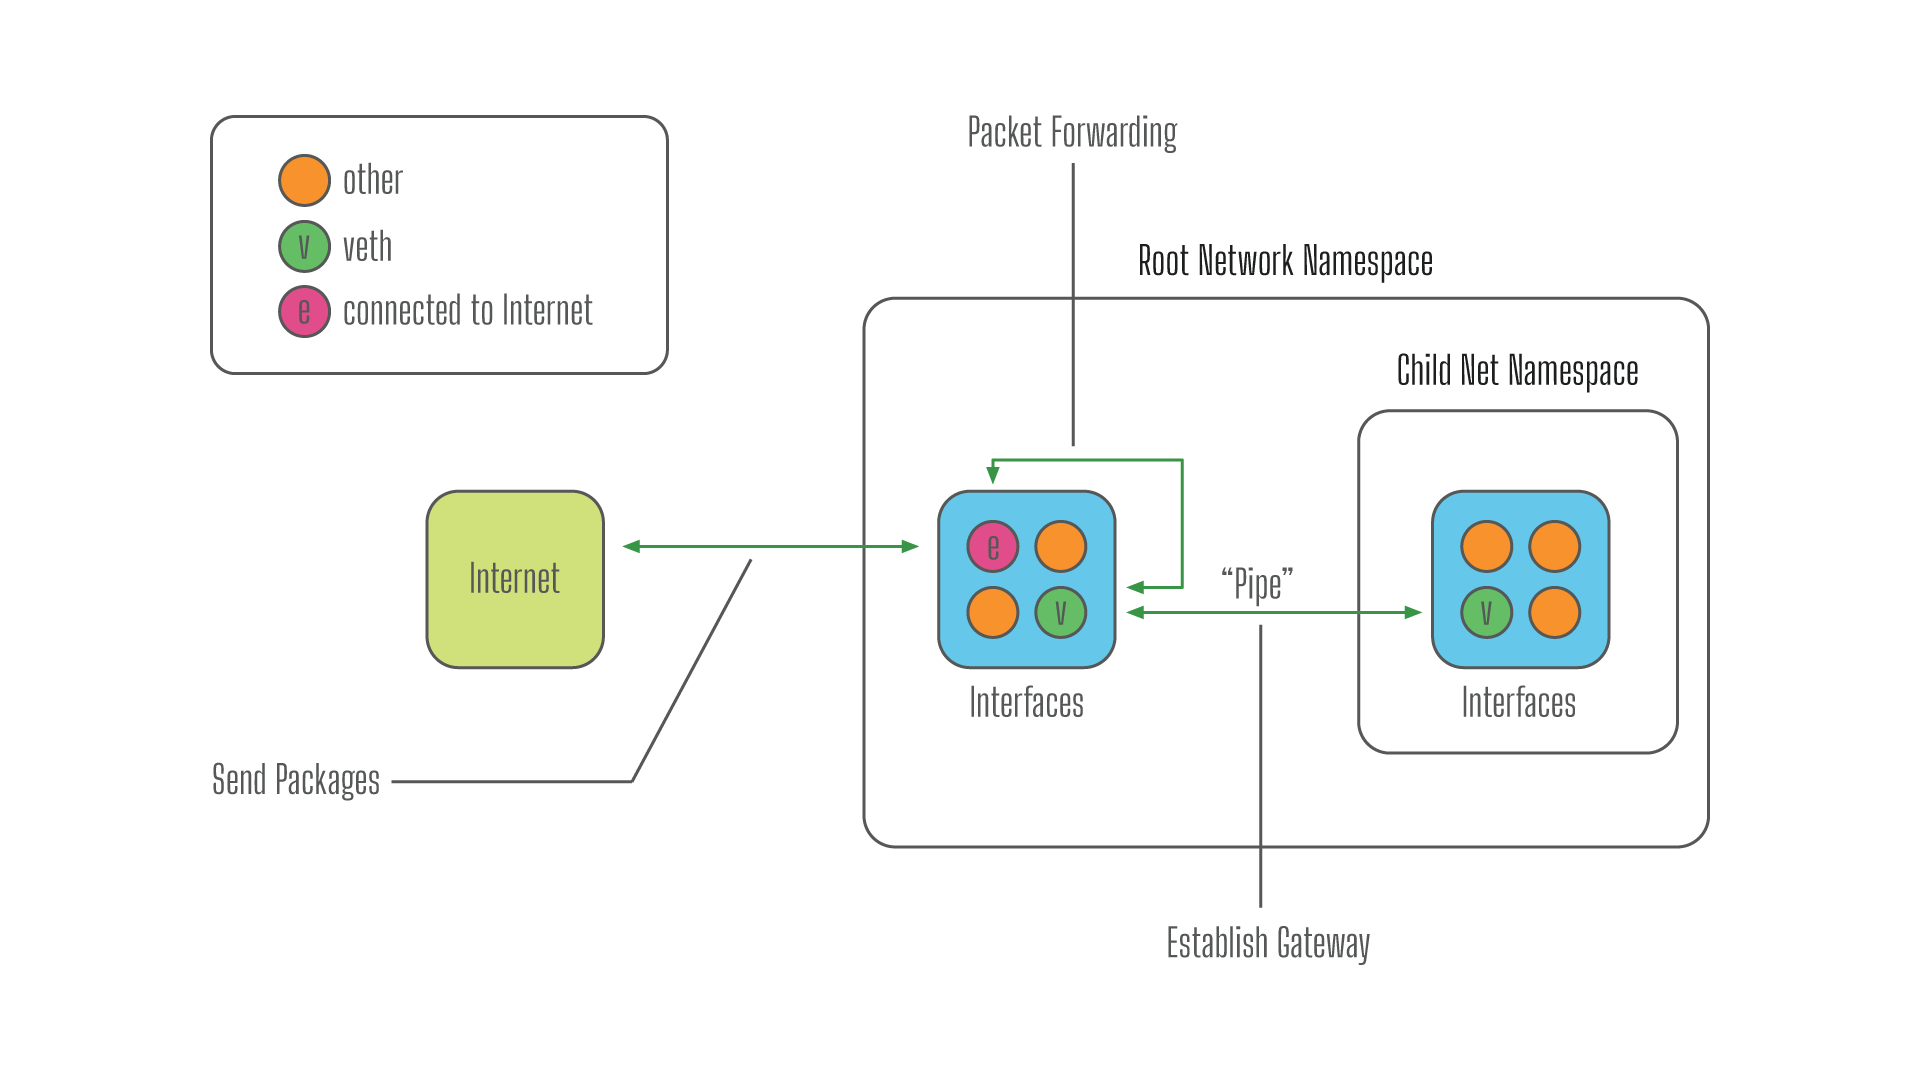 other
v veth
e connected to Internet
Packet Forwarding
Root Network Namespace
Child Net Namespace
Internet
e
v
Interfaces
“Pipe”
v
Interfaces
Send Packages
Establish Gateway